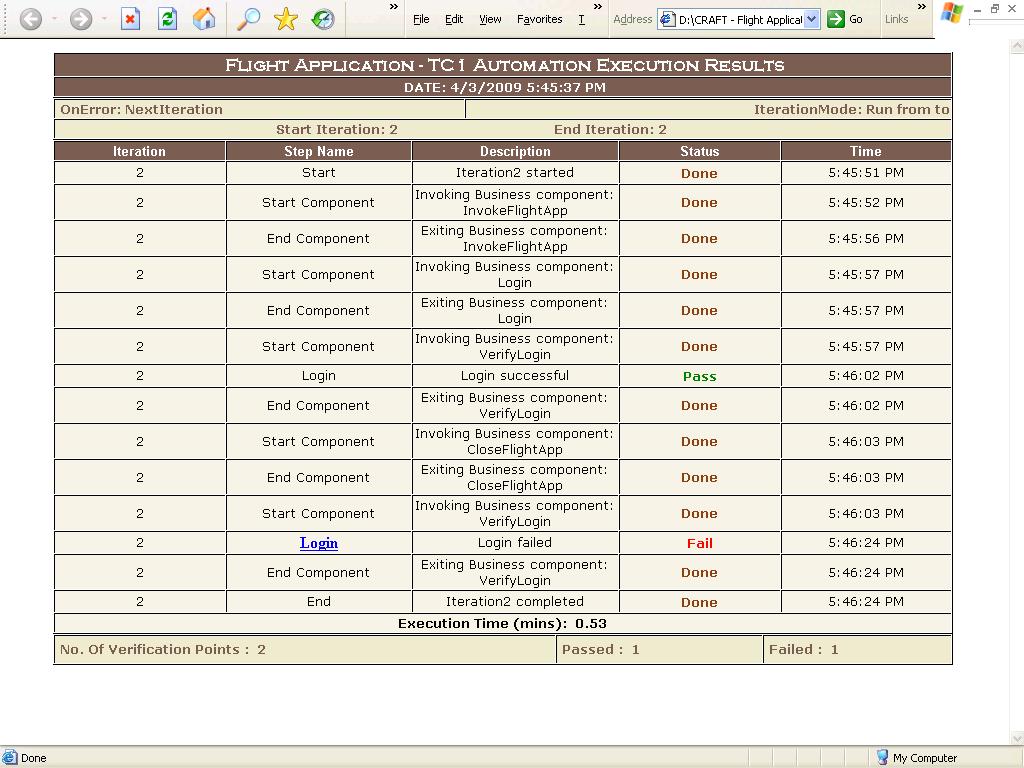 File Edit View Favorites T » Address D:\CRAFT - Flight Applicat Go Links »
FLIGHT APPLICATION - TC1 AUTOMATION EXECUTION RESULTS
DATE: 4/3/2009 5:45:37 PM
OnError: NextIteration IterationMode: Run from to
Start Iteration: 2 End Iteration: 2
Iteration Step Name Description Status Time
2 Start Iteration2 started Done 5:45:51 PM
2 Start Component Invoking Business component: InvokeFlightApp Done 5:45:52 PM
2 End Component Exiting Business component: InvokeFlightApp Done 5:45:56 PM
2 Start Component Invoking Business component: Login Done 5:45:57 PM
2 End Component Exiting Business component: Login Done 5:45:57 PM
2 Start Component Invoking Business component: VerifyLogin Done 5:45:57 PM
2 Login Login successful Pass 5:46:02 PM
2 End Component Exiting Business component: VerifyLogin Done 5:46:02 PM
2 Start Component Invoking Business component: CloseFlightApp Done 5:46:03 PM
2 End Component Exiting Business component: CloseFlightApp Done 5:46:03 PM
2 Start Component Invoking Business component: VerifyLogin Done 5:46:03 PM
2 Login Login failed Fail 5:46:24 PM
2 End Component Exiting Business component: VerifyLogin Done 5:46:24 PM
2 End Iteration2 completed Done 5:46:24 PM
Execution Time (mins): 0.53
No. Of Verification Points : 2 Passed : 1 Failed : 1
Done My Computer